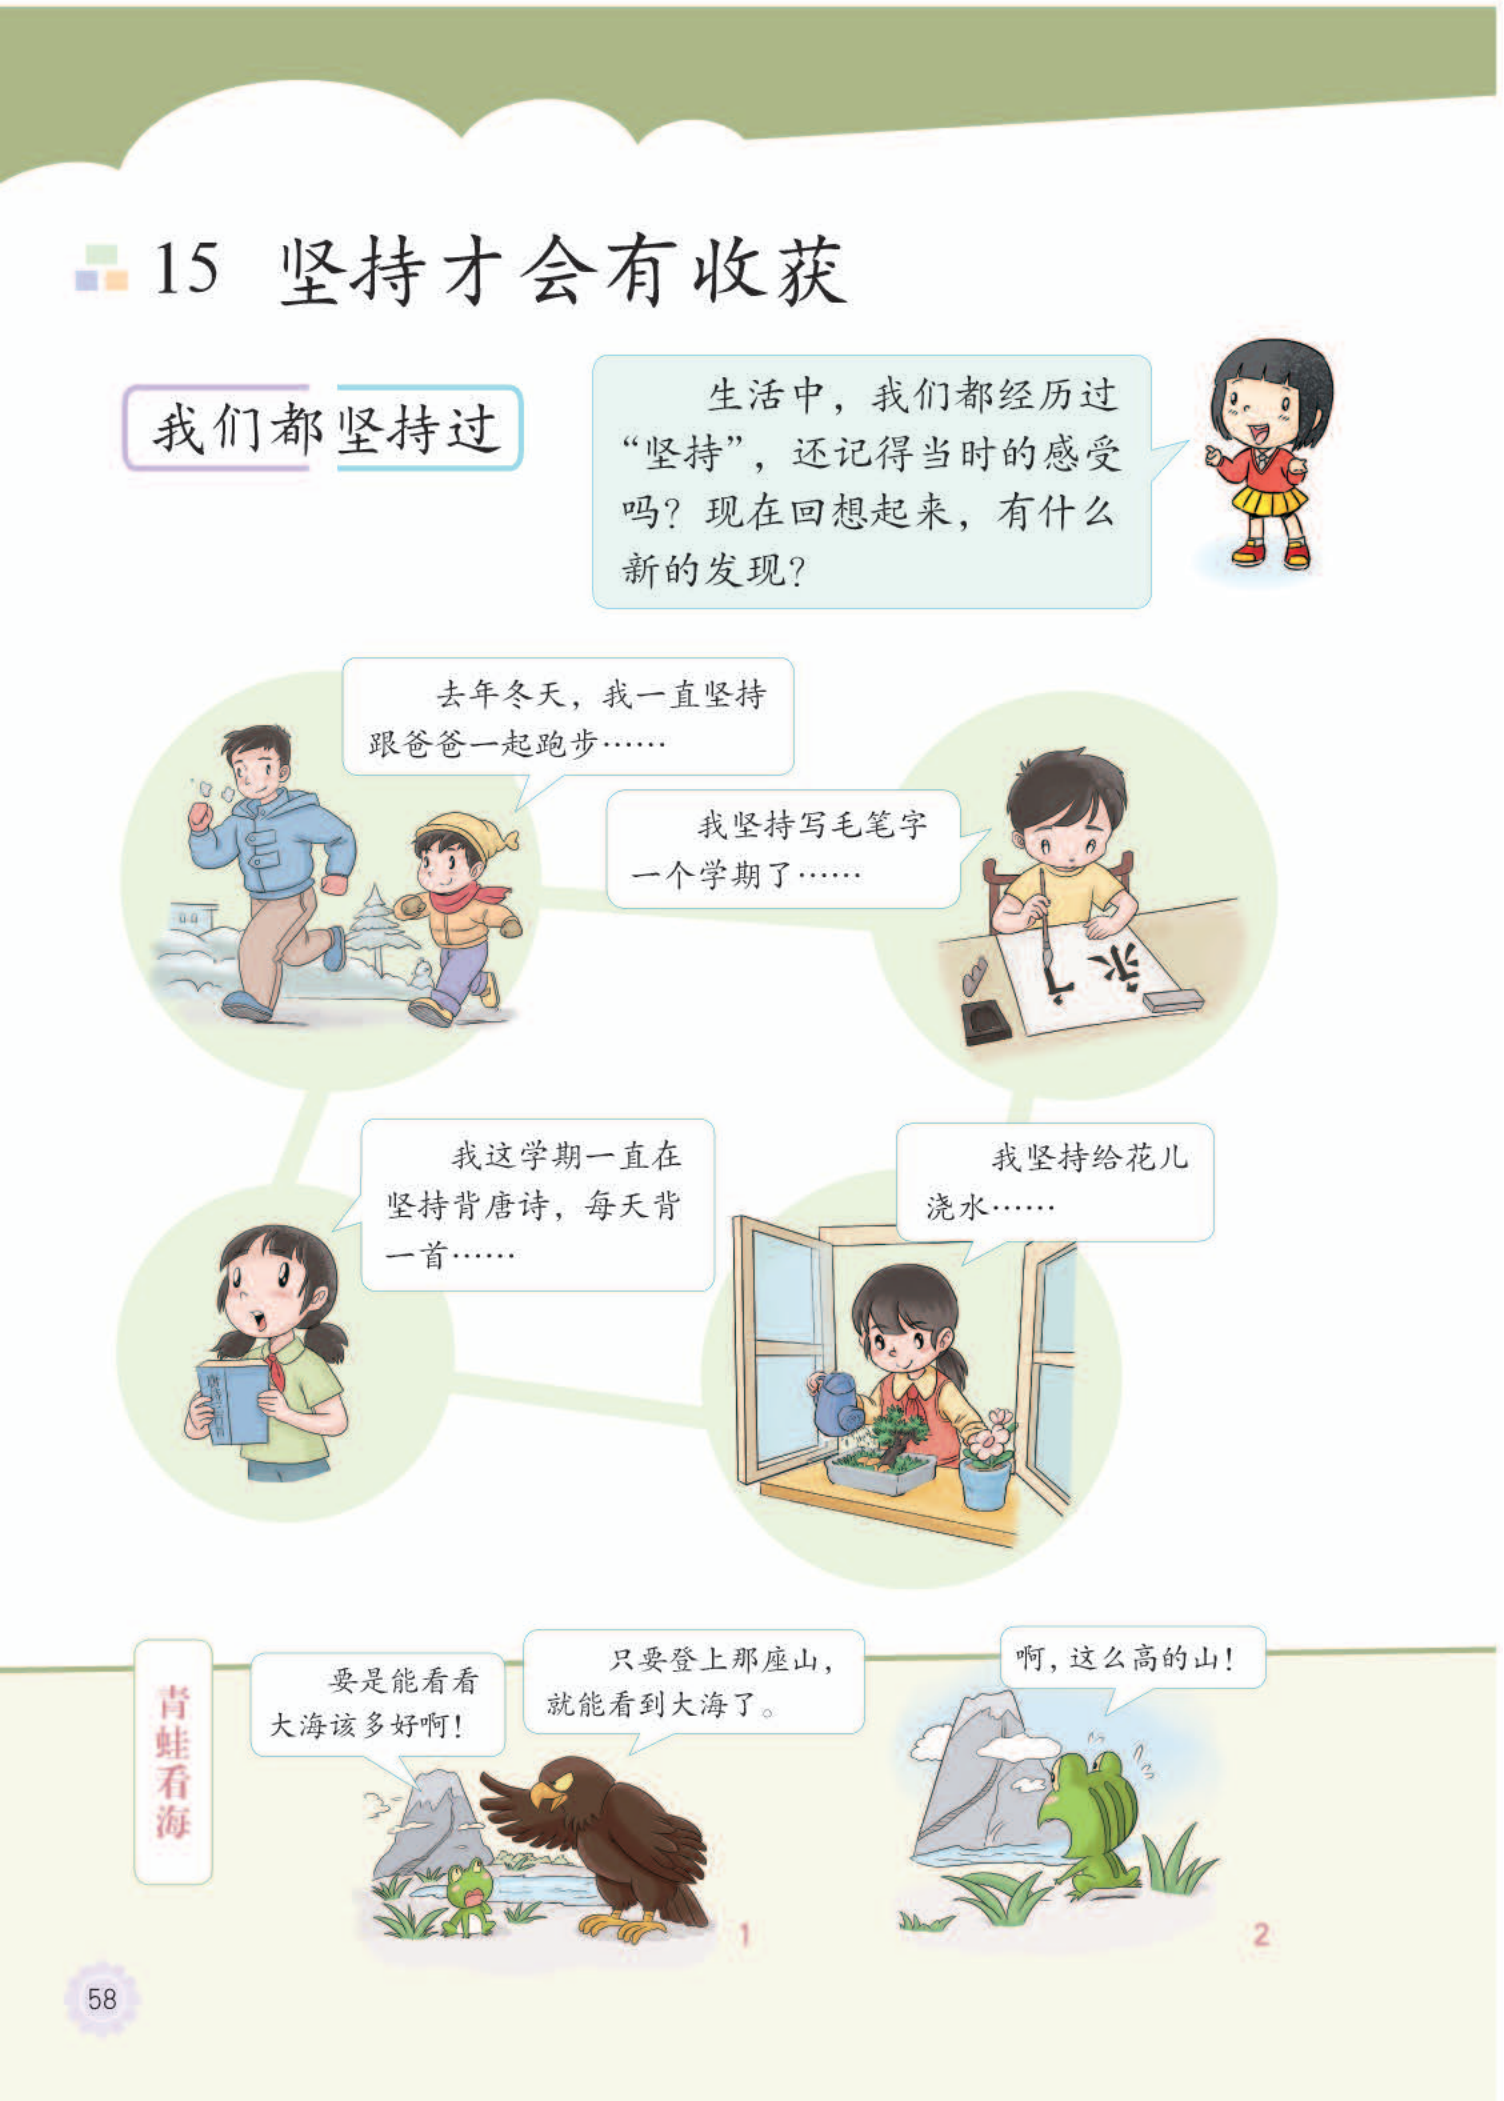 15 坚持才会有收获
我们都坚持过
生活中，我们都经历过
“坚持”，还记得当时的感受
吗？现在回想起来，有什么
新的发现？
去年冬天，我一直坚持
跟爸爸一起跑步……
我坚持写毛笔字
一个学期了……
永
我这学期一直在
坚持背唐诗，每天背
一首……
唐诗三百首
我坚持给花儿
浇水……
青蛙看海
要是能看看
大海该多好啊！
只要登上那座山，
就能看到大海了。
1
啊，这么高的山！
2
58